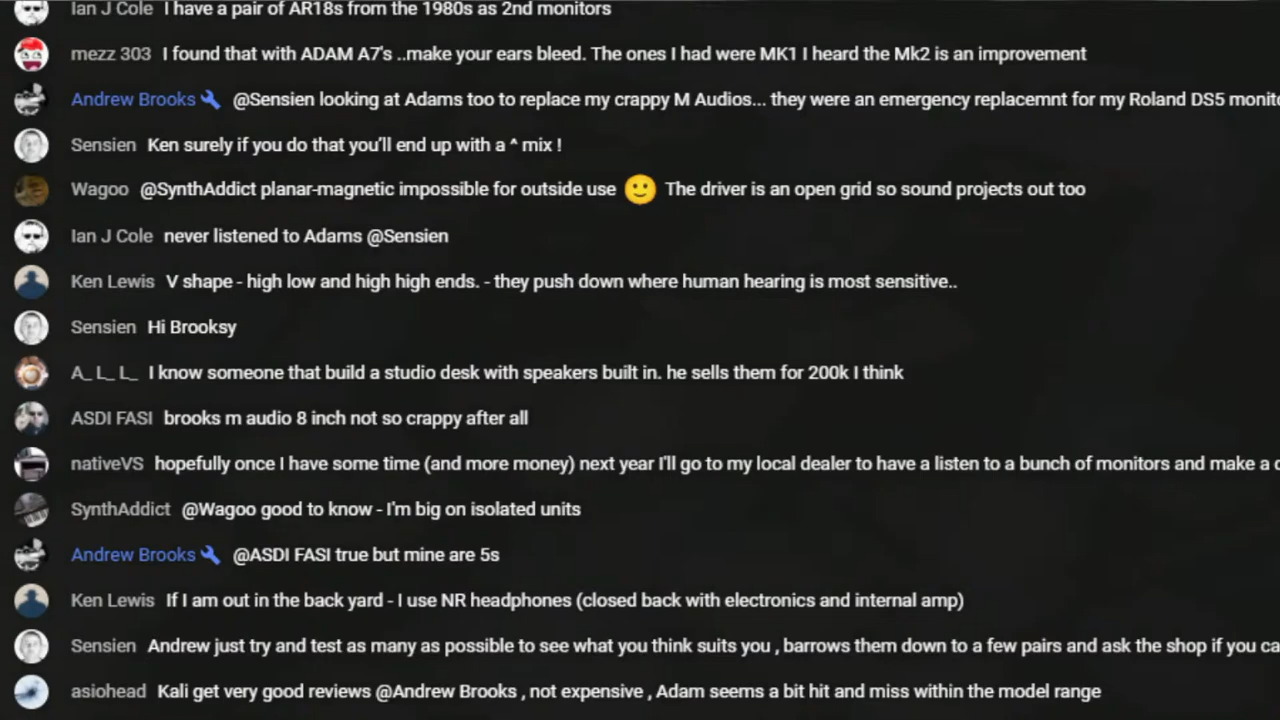 Ian J Cole I have a pair of AR18s from the 1980s as 2nd monitors
mezz 303 I found that with ADAM A7's ..make your ears bleed. The ones I had were MK1 I heard the Mk2 is an improvement
Andrew Brooks @Sensien looking at Adams too to replace my crappy M Audios... they were an emergency replacemnt for my Roland DS5 monito
Sensien Ken surely if you do that you'll end up with a ^ mix !
Wagoo @SynthAddict planar-magnetic impossible for outside use 🙂 The driver is an open grid so sound projects out too
Ian J Cole never listened to Adams @Sensien
Ken Lewis V shape - high low and high high ends. - they push down where human hearing is most sensitive..
Sensien Hi Brooksy
A_ L_ L_ I know someone that build a studio desk with speakers built in. he sells them for 200k I think
ASDI FASI brooks m audio 8 inch not so crappy after all
nativeVS hopefully once I have some time (and more money) next year I'll go to my local dealer to have a listen to a bunch of monitors and make a
SynthAddict @Wagoo good to know - I'm big on isolated units
Andrew Brooks @ASDI FASI true but mine are 5s
Ken Lewis If I am out in the back yard - I use NR headphones (closed back with electronics and internal amp)
Sensien Andrew just try and test as many as possible to see what you think suits you , barrows them down to a few pairs and ask the shop if you ca
asiohead Kali get very good reviews @Andrew Brooks , not expensive , Adam seems a bit hit and miss within the model range